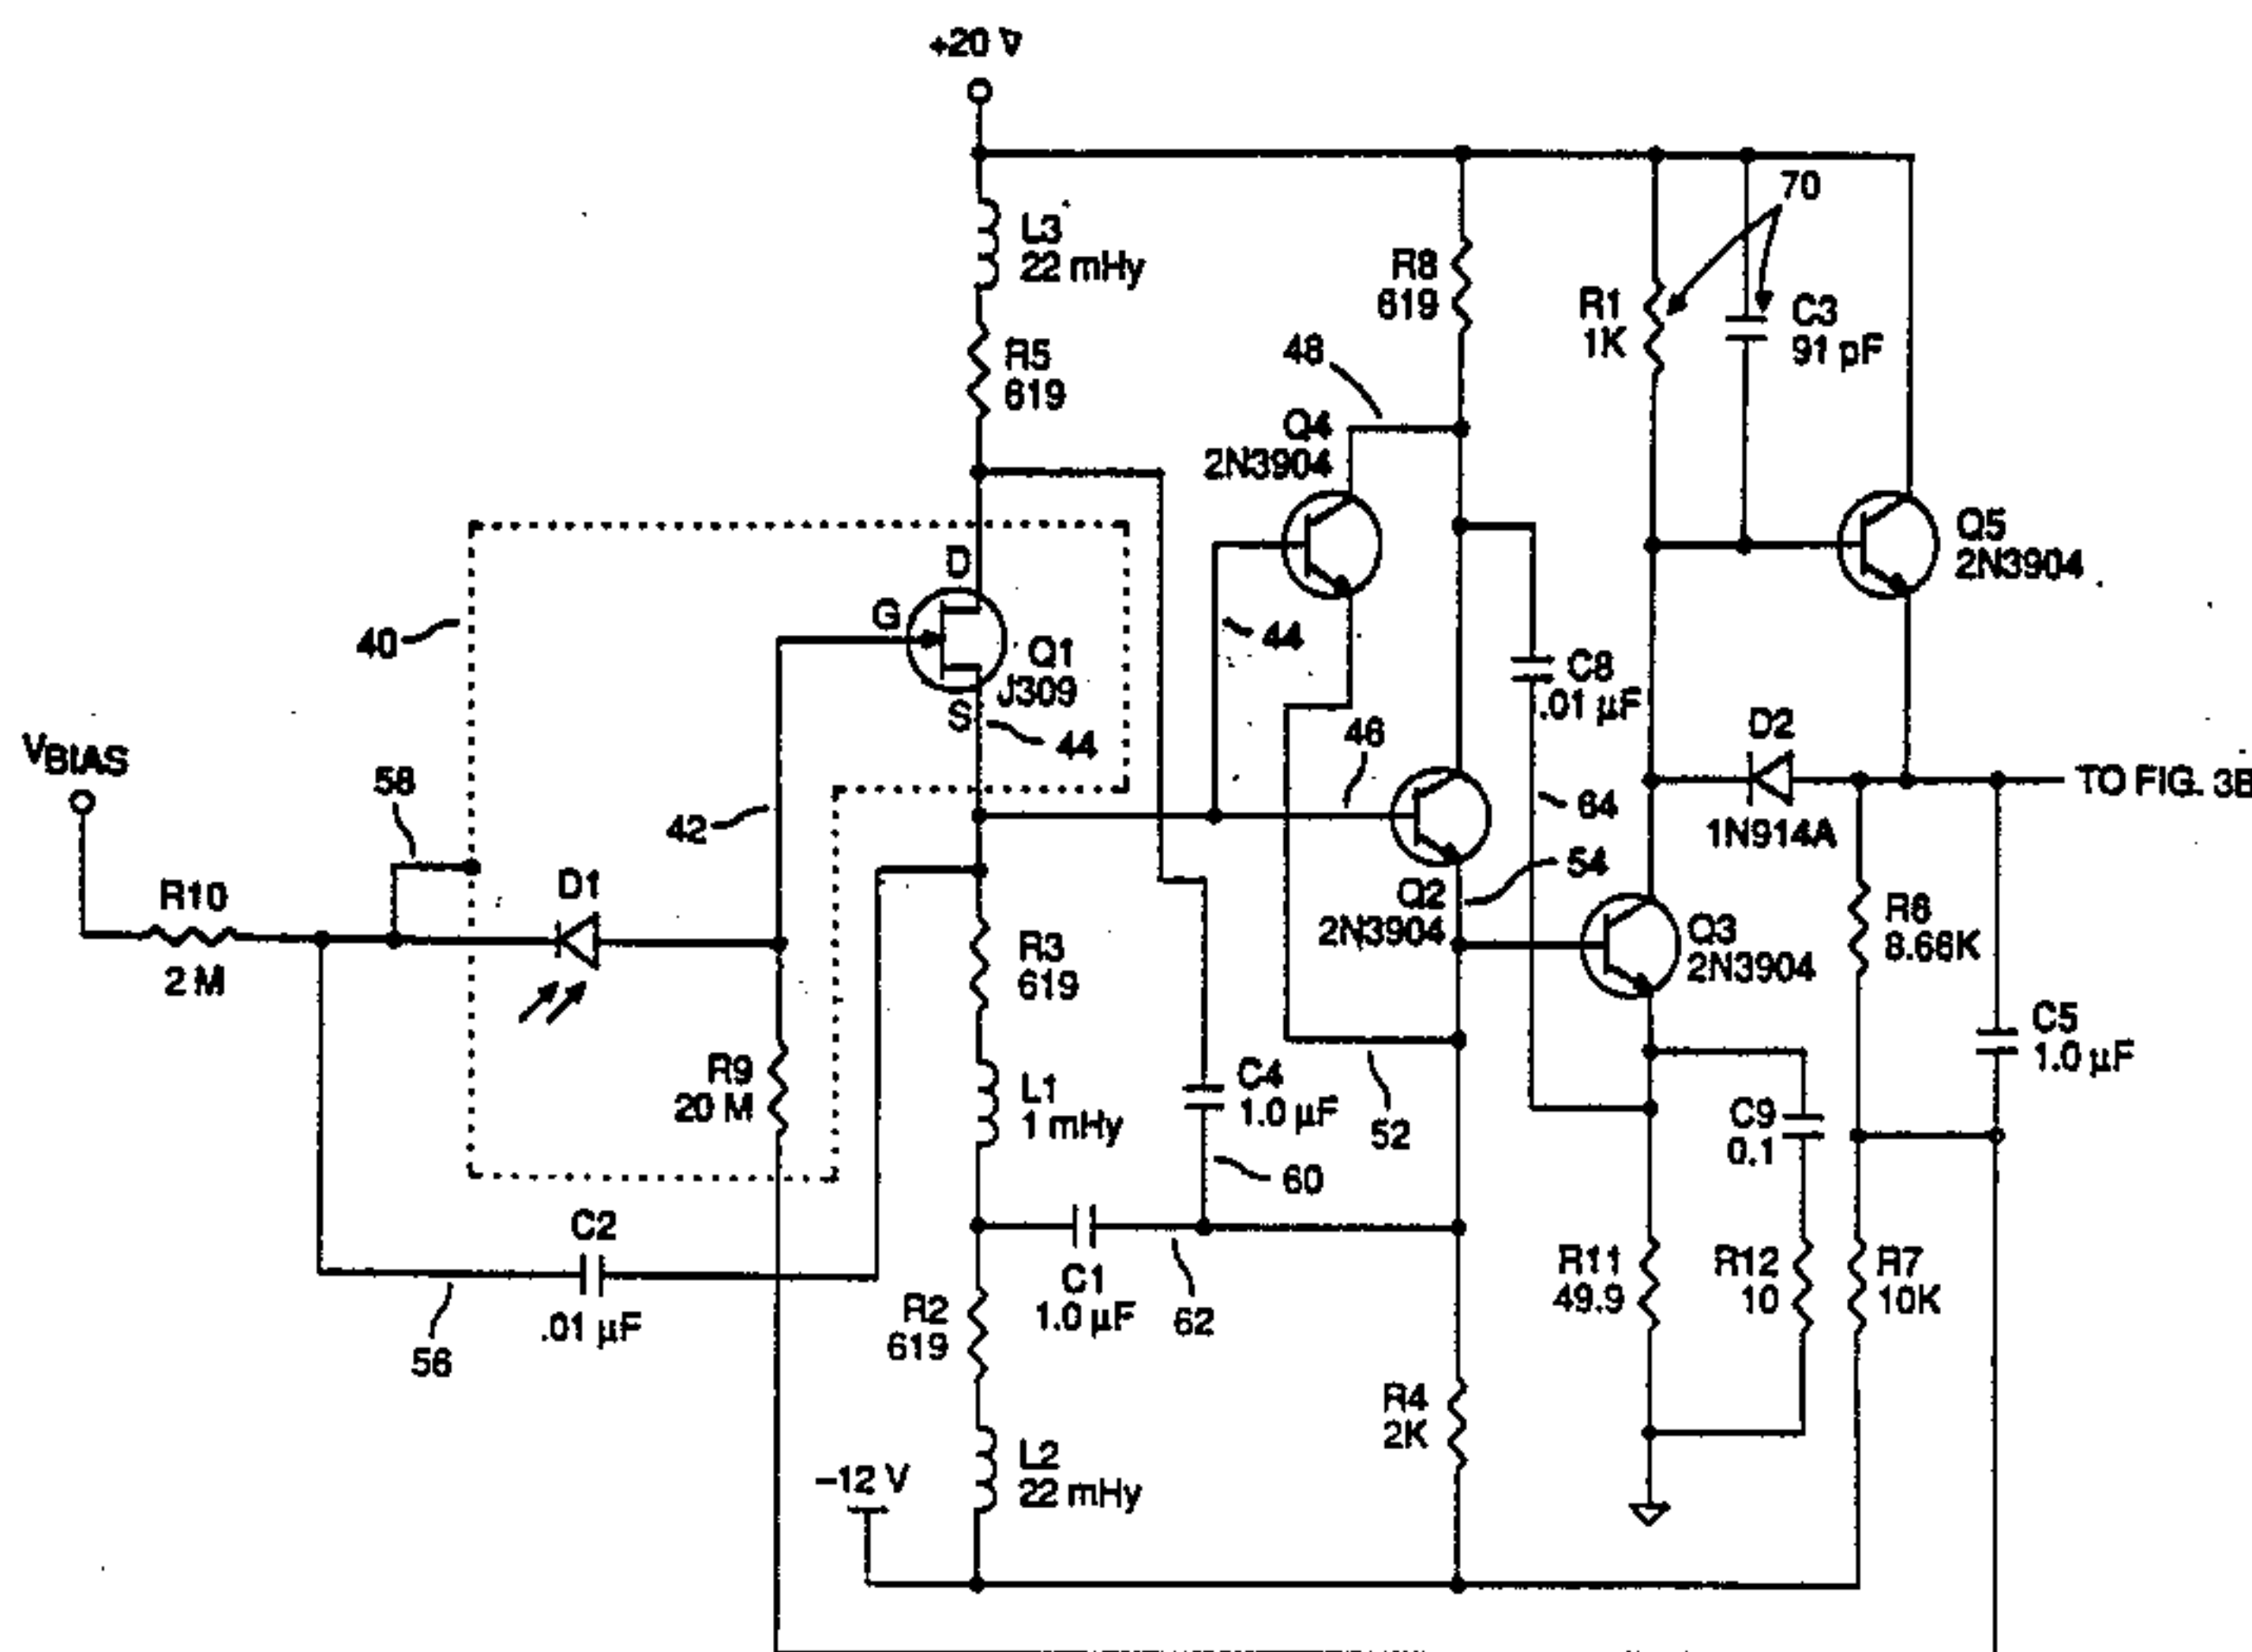 +20 V
L3
22 mHy
R5
619
R8
619
R1
1K
70
C3
91 pF
48
Q4
2N3904
Q5
2N3904
D
G
Q1
J309
S
44
40
44
C8
.01 µF
46
D2
1N914A
TO FIG. 3B
VBIAS
58
42
64
54
R10
2 M
D1
Q2
2N3904
Q3
2N3904
R6
8.66K
R3
619
C5
1.0 µF
R9
20 M
L1
1 mHy
C4
1.0 µF
52
C9
0.1
60
C2
.01 µF
56
C1
1.0 µF
62
R2
619
R11
49.9
R12
10
R7
10K
R4
2K
-12 V
L2
22 mHy